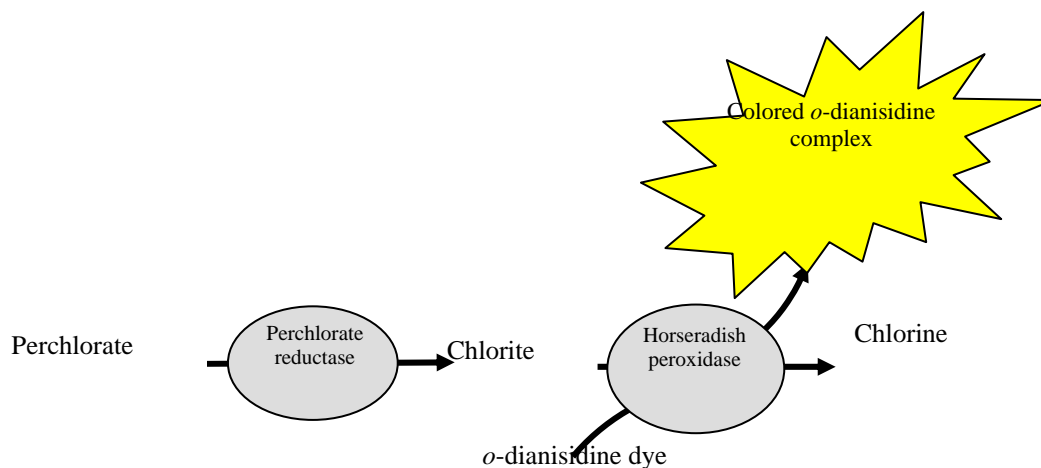 Colored o-dianisidine
complex
Perchlorate
Perchlorate
reductase
Chlorite
Horseradish
peroxidase
Chlorine
o-dianisidine dye